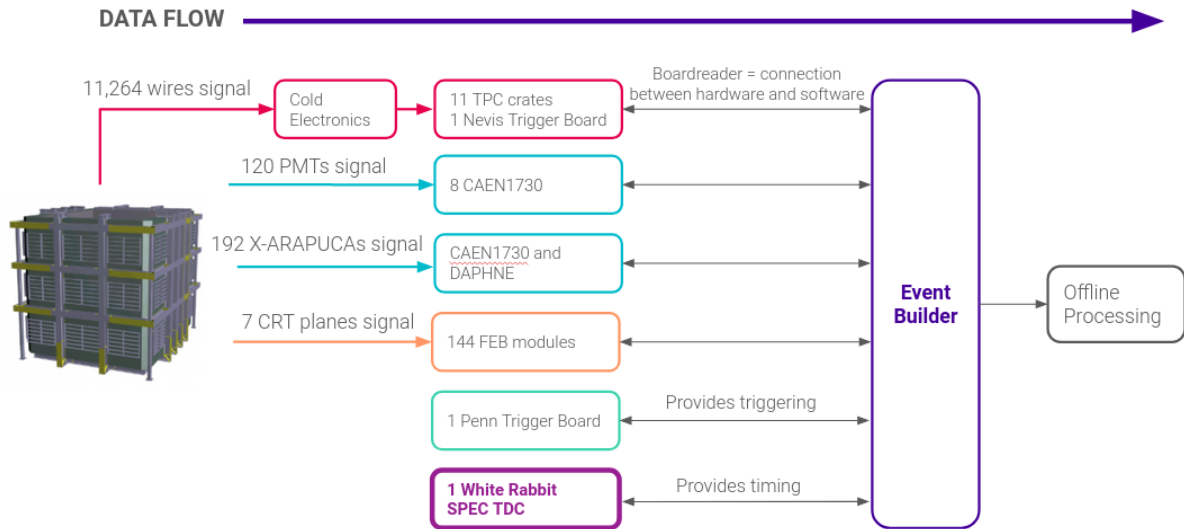 DATA FLOW
11,264 wires signal
Cold
Electronics
11 TPC crates
1 Nevis Trigger Board
Boardreader = connection
between hardware and software
120 PMTs signal
8 CAEN1730
192 X-ARAPUCAs signal
CAEN1730 and
DAPHNE
7 CRT planes signal
144 FEB modules
1 Penn Trigger Board
Provides triggering
1 White Rabbit
SPEC TDC
Provides timing
Event
Builder
Offline
Processing